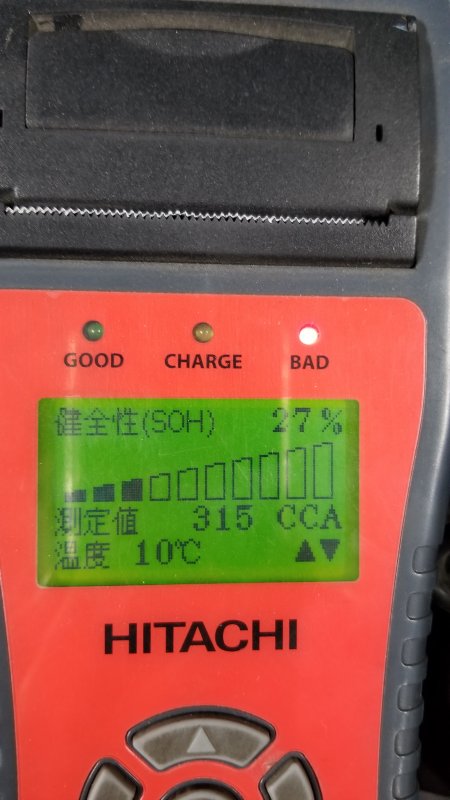 GOOD CHARGE BAD
健全性(SOH) 27%
測定値 315 CCA
温度 10℃ ▲▼
HITACHI